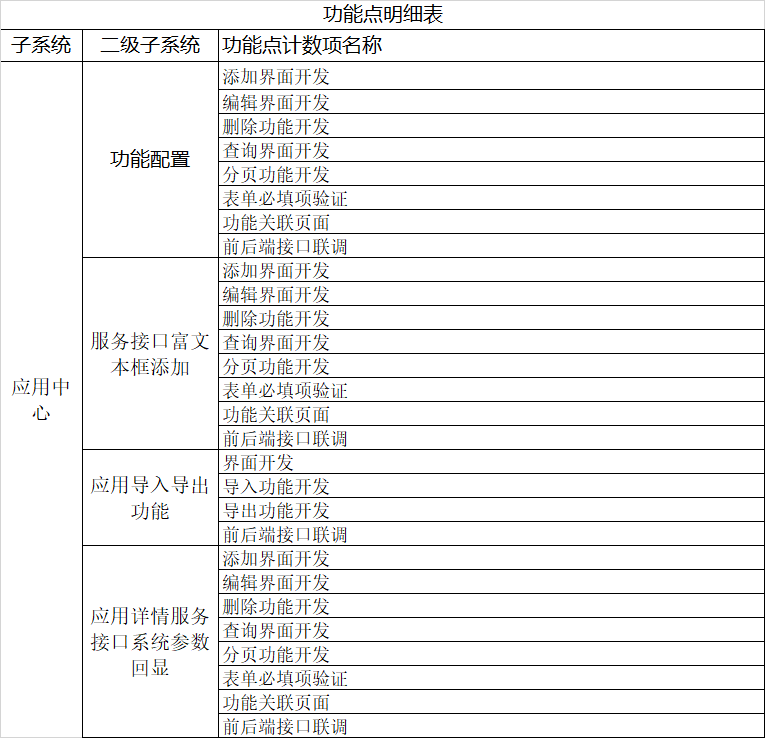 功能点明细表
子系统 二级子系统 功能点计数项名称
应用中
心
功能配置
添加界面开发
编辑界面开发
删除功能开发
查询界面开发
分页功能开发
表单必填项验证
功能关联页面
前后端接口联调
服务接口富文
本框添加
添加界面开发
编辑界面开发
删除功能开发
查询界面开发
分页功能开发
表单必填项验证
功能关联页面
前后端接口联调
应用导入导出
功能
界面开发
导入功能开发
导出功能开发
前后端接口联调
应用详情服务
接口系统参数
回显
添加界面开发
编辑界面开发
删除功能开发
查询界面开发
分页功能开发
表单必填项验证
功能关联页面
前后端接口联调